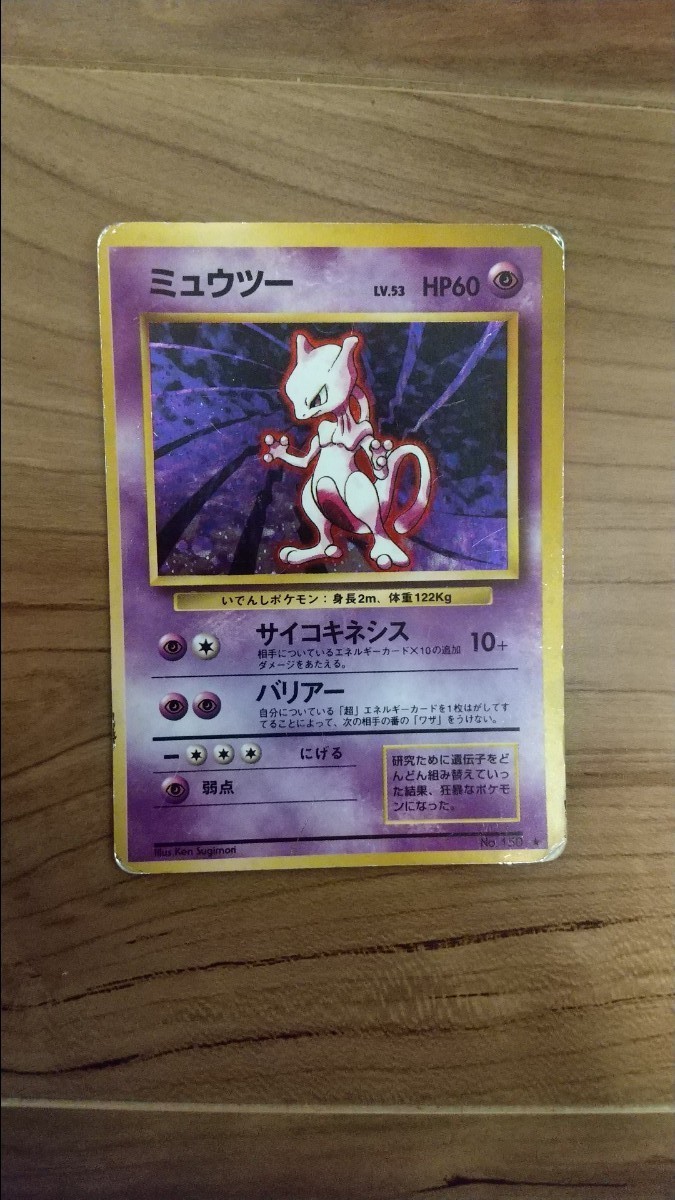 ミュウツー LV.53 HP60
いでんしポケモン：身長2m、体重122Kg
サイコキネシス 10+
相手についているエネルギーカード×10の追加
ダメージをあたえる。
バリアー
自分についている「超」エネルギーカードを1枚はがしてす
てることによって、次の相手の番の「ワザ」をうけない。
にげる
弱点
研究ために遺伝子をど
んどん組み替えていっ
た結果、狂暴なポケモ
ンになった。
Illus. Ken Sugimori
No. 150 ★